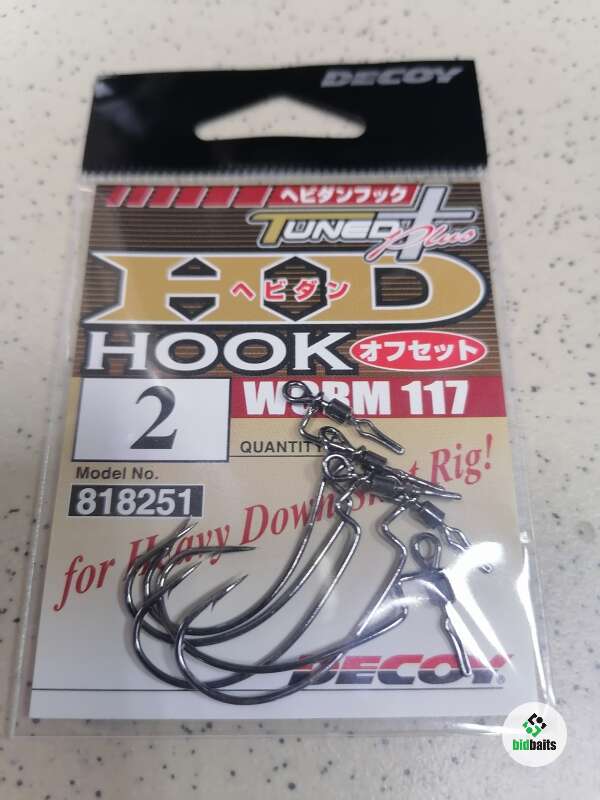 DECOY
ヘビダンフック
TUNED Plus
HD
ヘビダン
HOOK オフセット
WORM 117
2
QUANTITY
Model No.
818251
for Heavy Down Shot Rig!
DECOY
bidbaits